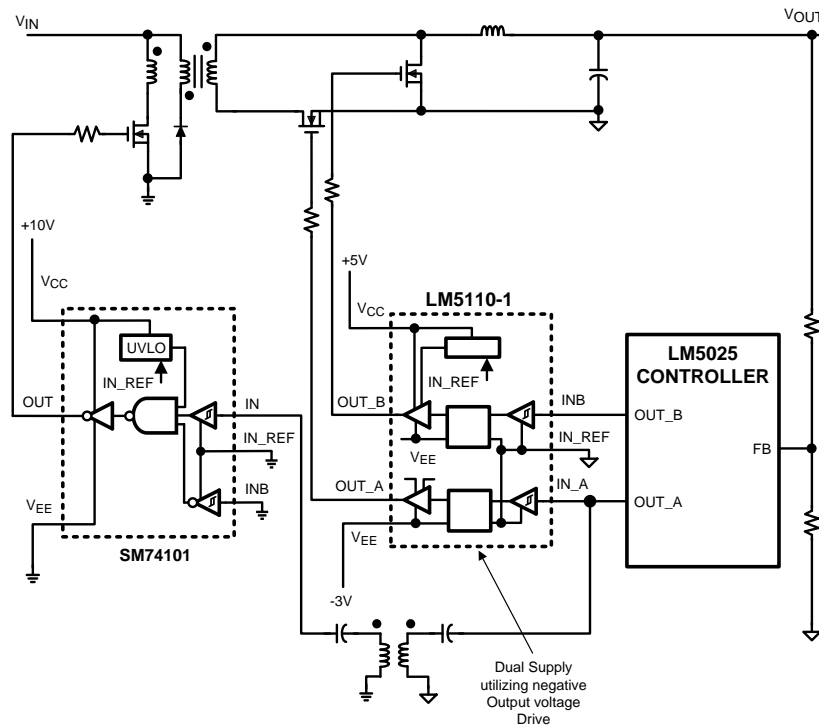 VIN
VOUT
+10V
VCC
UVLO
IN_REF
OUT
IN
IN_REF
INB
VEE
SM74101
+5V
VCC
LM5110-1
IN_REF
OUT_B
INB
IN_REF
VEE
OUT_A
IN_A
VEE
-3V
LM5025
CONTROLLER
OUT_B
FB
OUT_A
Dual Supply
utilizing negative
Output voltage
Drive